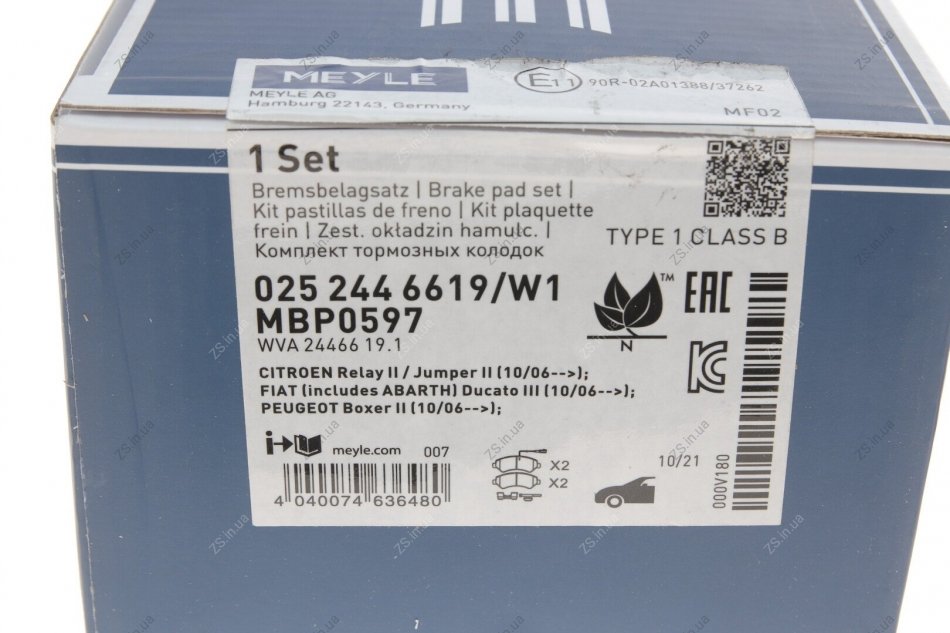 MEYLE
MEYLE AG
Hamburg 22143, Germany
E11 90R-02A01388/37262
MF02
1 Set
Bremsbelagsatz | Brake pad set |
Kit pastillas de freno | Kit plaquette
frein | Zest. okładzin hamulc. |
Комплект тормозных колодок
TYPE 1 CLASS B
025 244 6619/W1
MBP0597
WVA 24466 19.1
TM
N
EAC
KC
CITROEN Relay II / Jumper II (10/06-->);
FIAT (includes ABARTH) Ducato III (10/06-->);
PEUGEOT Boxer II (10/06-->);
i
meyle.com
007
4 040074 636480
X2
X2
10/21
000V180
ZS.in.ua